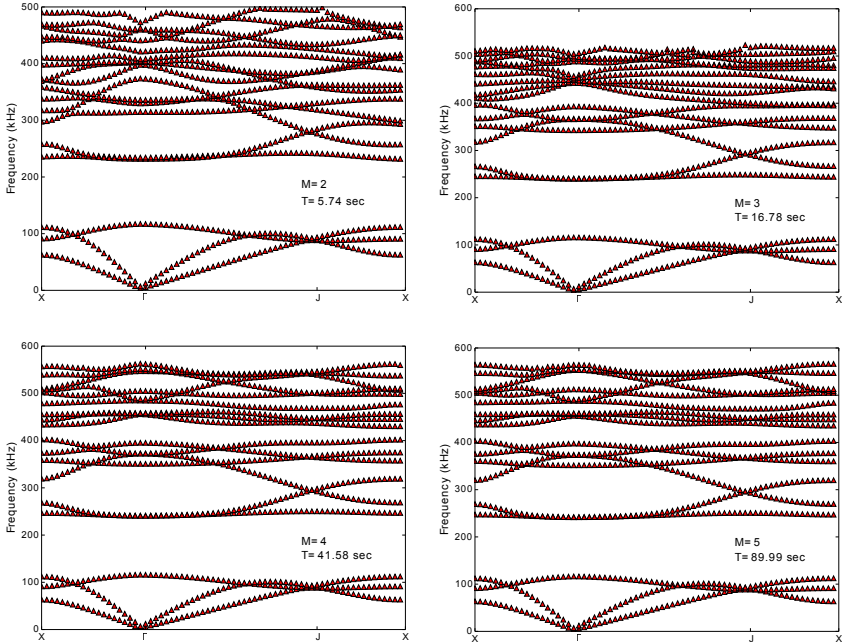 500
400
300
200
100
0
Frequency (kHz)
M= 2
T= 5.74 sec
X Γ J X
600
500
400
300
200
100
0
Frequency (kHz)
M= 3
T= 16.78 sec
X Γ J X
600
500
400
300
200
100
0
Frequency (kHz)
M= 4
T= 41.58 sec
X Γ J X
600
500
400
300
200
100
0
Frequency (kHz)
M= 5
T= 89.99 sec
X Γ J X